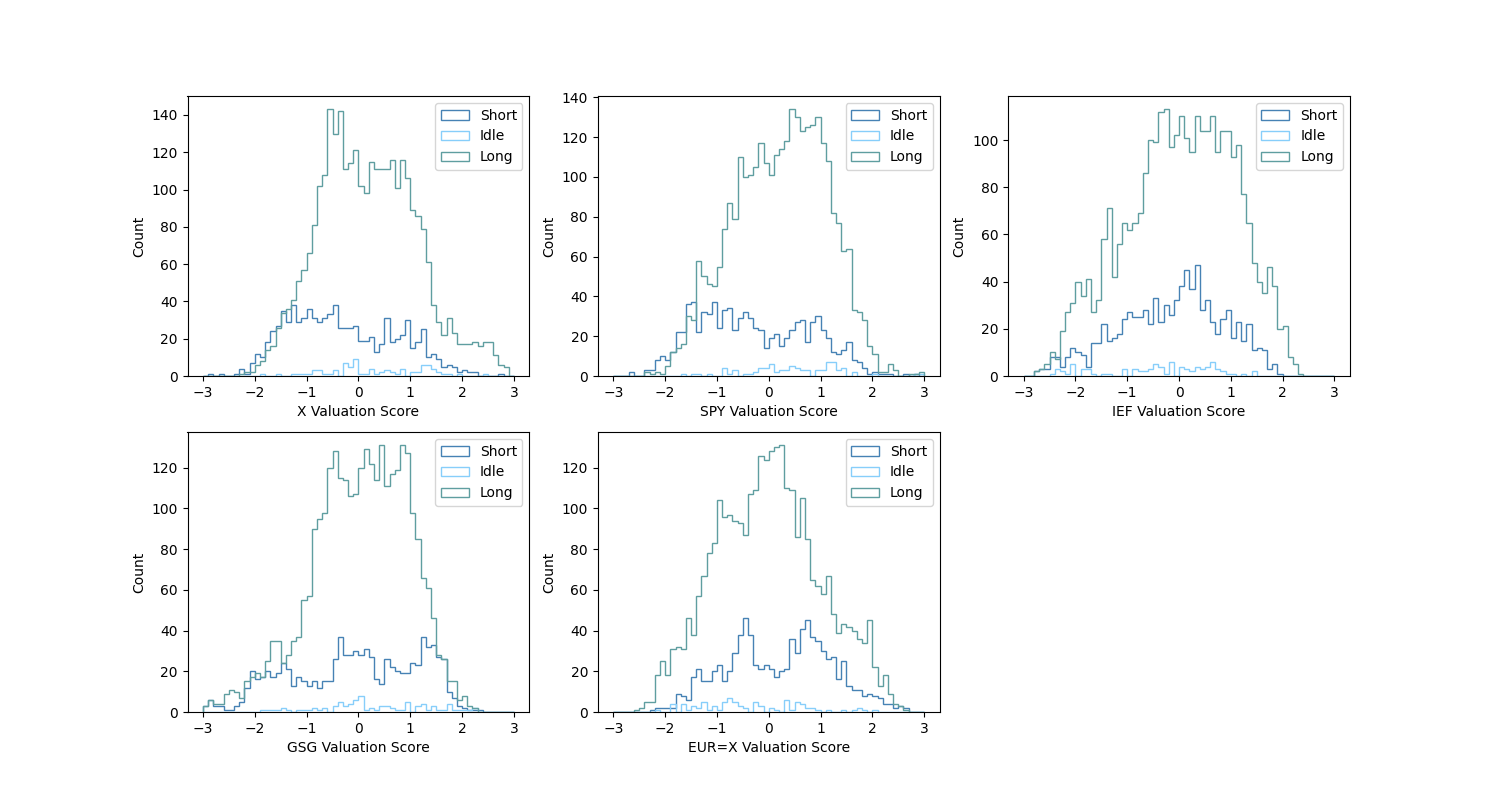 140
120
100
80
60
40
20
0
Count
−3 −2 −1 0 1 2 3
X Valuation Score
Short
Idle
Long
140
120
100
80
60
40
20
0
Count
−3 −2 −1 0 1 2 3
SPY Valuation Score
Short
Idle
Long
100
80
60
40
20
0
Count
−3 −2 −1 0 1 2 3
IEF Valuation Score
Short
Idle
Long
120
100
80
60
40
20
0
Count
−3 −2 −1 0 1 2 3
GSG Valuation Score
Short
Idle
Long
120
100
80
60
40
20
0
Count
−3 −2 −1 0 1 2 3
EUR=X Valuation Score
Short
Idle
Long